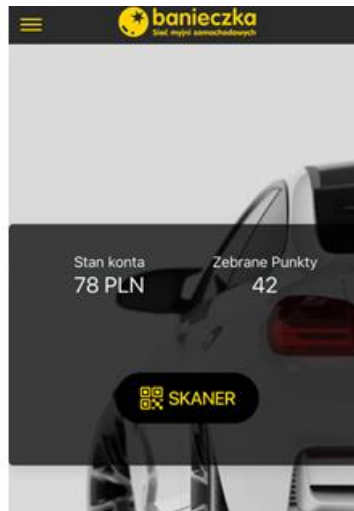 banieczka
Sieć myjni samochodowych
Stan konta
78 PLN
Zebrane Punkty
42
SKANER